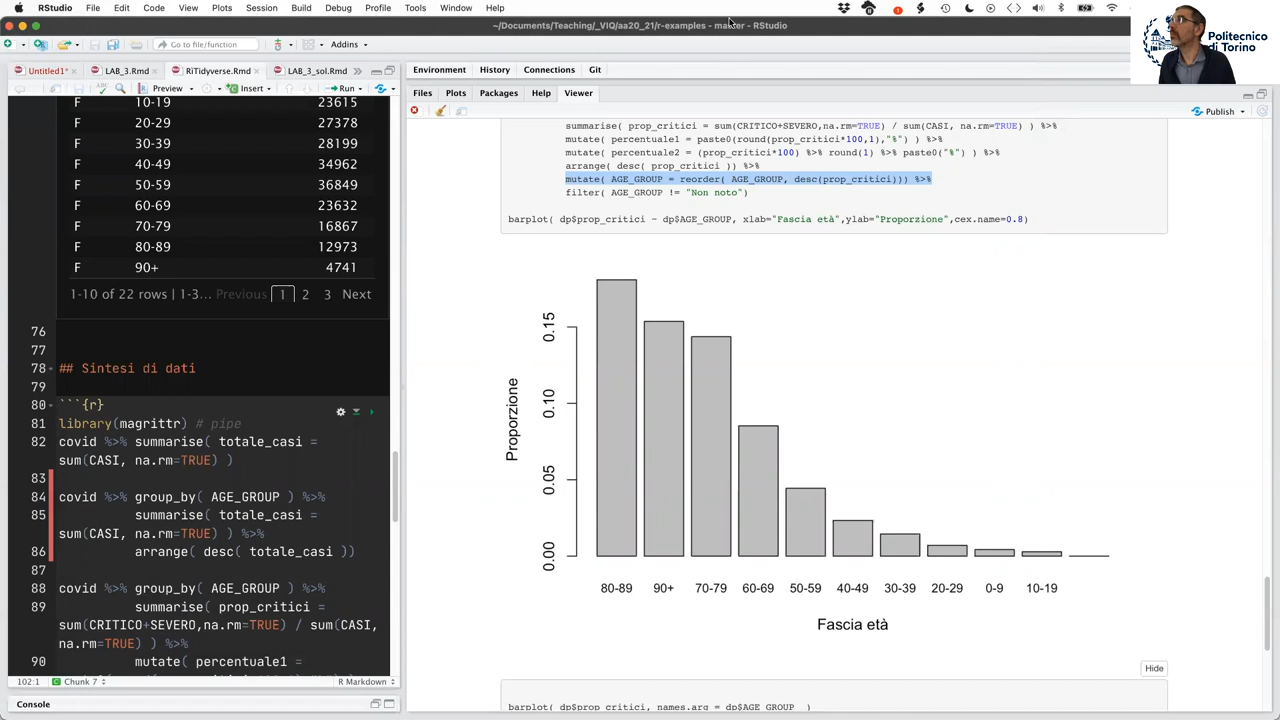 RStudio File Edit Code View Plots Session Build Debug Profile Tools Window Help
~/Documents/Teaching/_VIQ/aa20_21/r-examples - master - RStudio
Go to file/function Addins
Politecnico
di Torino
Untitled1* LAB_3.Rmd RiTidyverse.Rmd LAB_3_sol.Rmd
Environment History Connections Git
Preview Insert Run
Files Plots Packages Help Viewer
Publish
F 10-19 23615
F 20-29 27378
F 30-39 28199
F 40-49 34962
F 50-59 36849
F 60-69 23632
F 70-79 16867
F 80-89 12973
F 90+ 4741
1-10 of 22 rows | 1-3... Previous 1 2 3 Next
76
77
78 ## Sintesi di dati
79
80 ```{r}
81 library(magrittr) # pipe
82 covid %>% summarise( totale_casi =
sum(CASI, na.rm=TRUE) )
83
84 covid %>% group_by( AGE_GROUP ) %>%
85 summarise( totale_casi =
sum(CASI, na.rm=TRUE) ) %>%
86 arrange( desc( totale_casi ))
87
88 covid %>% group_by( AGE_GROUP ) %>%
89 summarise( prop_critici =
sum(CRITICO+SEVERO,na.rm=TRUE) / sum(CASI,
na.rm=TRUE) ) %>%
90 mutate( percentuale1 =
102:1 Chunk 7 R Markdown
Console
summarise( prop_critici = sum(CRITICO+SEVERO,na.rm=TRUE) / sum(CASI, na.rm=TRUE) ) %>%
mutate( percentuale1 = paste0(round(prop_critici*100,1),"%") ) %>%
mutate( percentuale2 = (prop_critici*100) %>% round(1) %>% paste0("%") ) %>%
arrange( desc( prop_critici )) %>%
mutate( AGE_GROUP = reorder( AGE_GROUP, desc(prop_critici))) %>%
filter( AGE_GROUP != "Non noto")
barplot( dp$prop_critici ~ dp$AGE_GROUP, xlab="Fascia età",ylab="Proporzione",cex.name=0.8)
0.15
0.10
0.05
0.00
Proporzione
80-89 90+ 70-79 60-69 50-59 40-49 30-39 20-29 0-9 10-19
Fascia età
Hide
barplot( dp$prop_critici, names.arg = dp$AGE_GROUP )